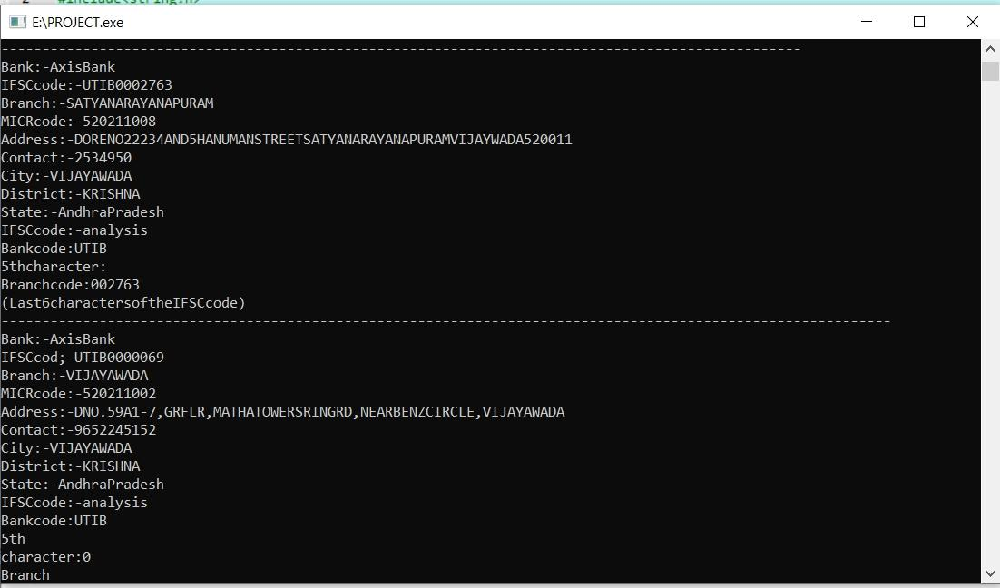 2 #include<string.h>
E:\PROJECT.exe
--------------------------------------------------------------------------------------------------
Bank:-AxisBank
IFSCcode:-UTIB0002763
Branch:-SATYANARAYANAPURAM
MICRcode:-520211008
Address:-DORENO22234AND5HANUMANSTREETSATYANARAYANAPURAMVIJAYWADA520011
Contact:-2534950
City:-VIJAYAWADA
District:-KRISHNA
State:-AndhraPradesh
IFSCcode:-analysis
Bankcode:UTIB
5thcharacter:
Branchcode:002763
(Last6charactersoftheIFSCcode)
-------------------------------------------------------------------------------------------------------------
Bank:-AxisBank
IFSCcod;-UTIB0000069
Branch:-VIJAYAWADA
MICRcode:-520211002
Address:-DNO.59A1-7,GRFLR,MATHATOWERSRINGRD,NEARBENZCIRCLE,VIJAYAWADA
Contact:-9652245152
City:-VIJAYAWADA
District:-KRISHNA
State:-AndhraPradesh
IFSCcode:-analysis
Bankcode:UTIB
5th
character:0
Branch